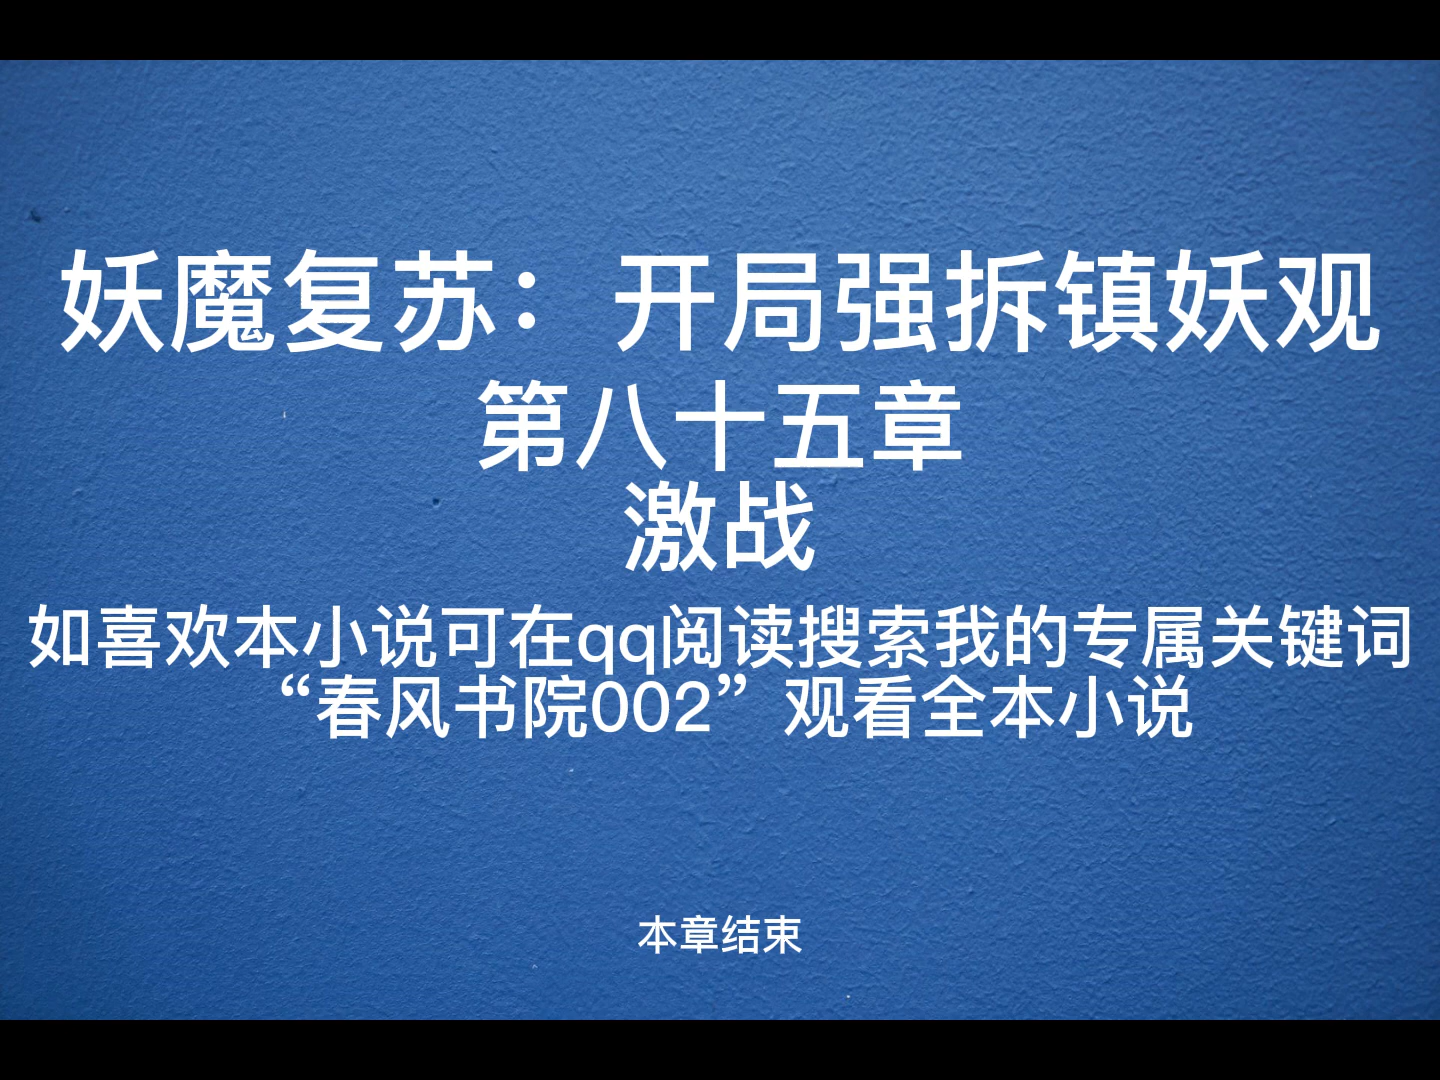 妖魔复苏：开局强拆镇妖观
第八十五章
激战
如喜欢本小说可在qq阅读搜索我的专属关键词
“春风书院002”观看全本小说
本章结束